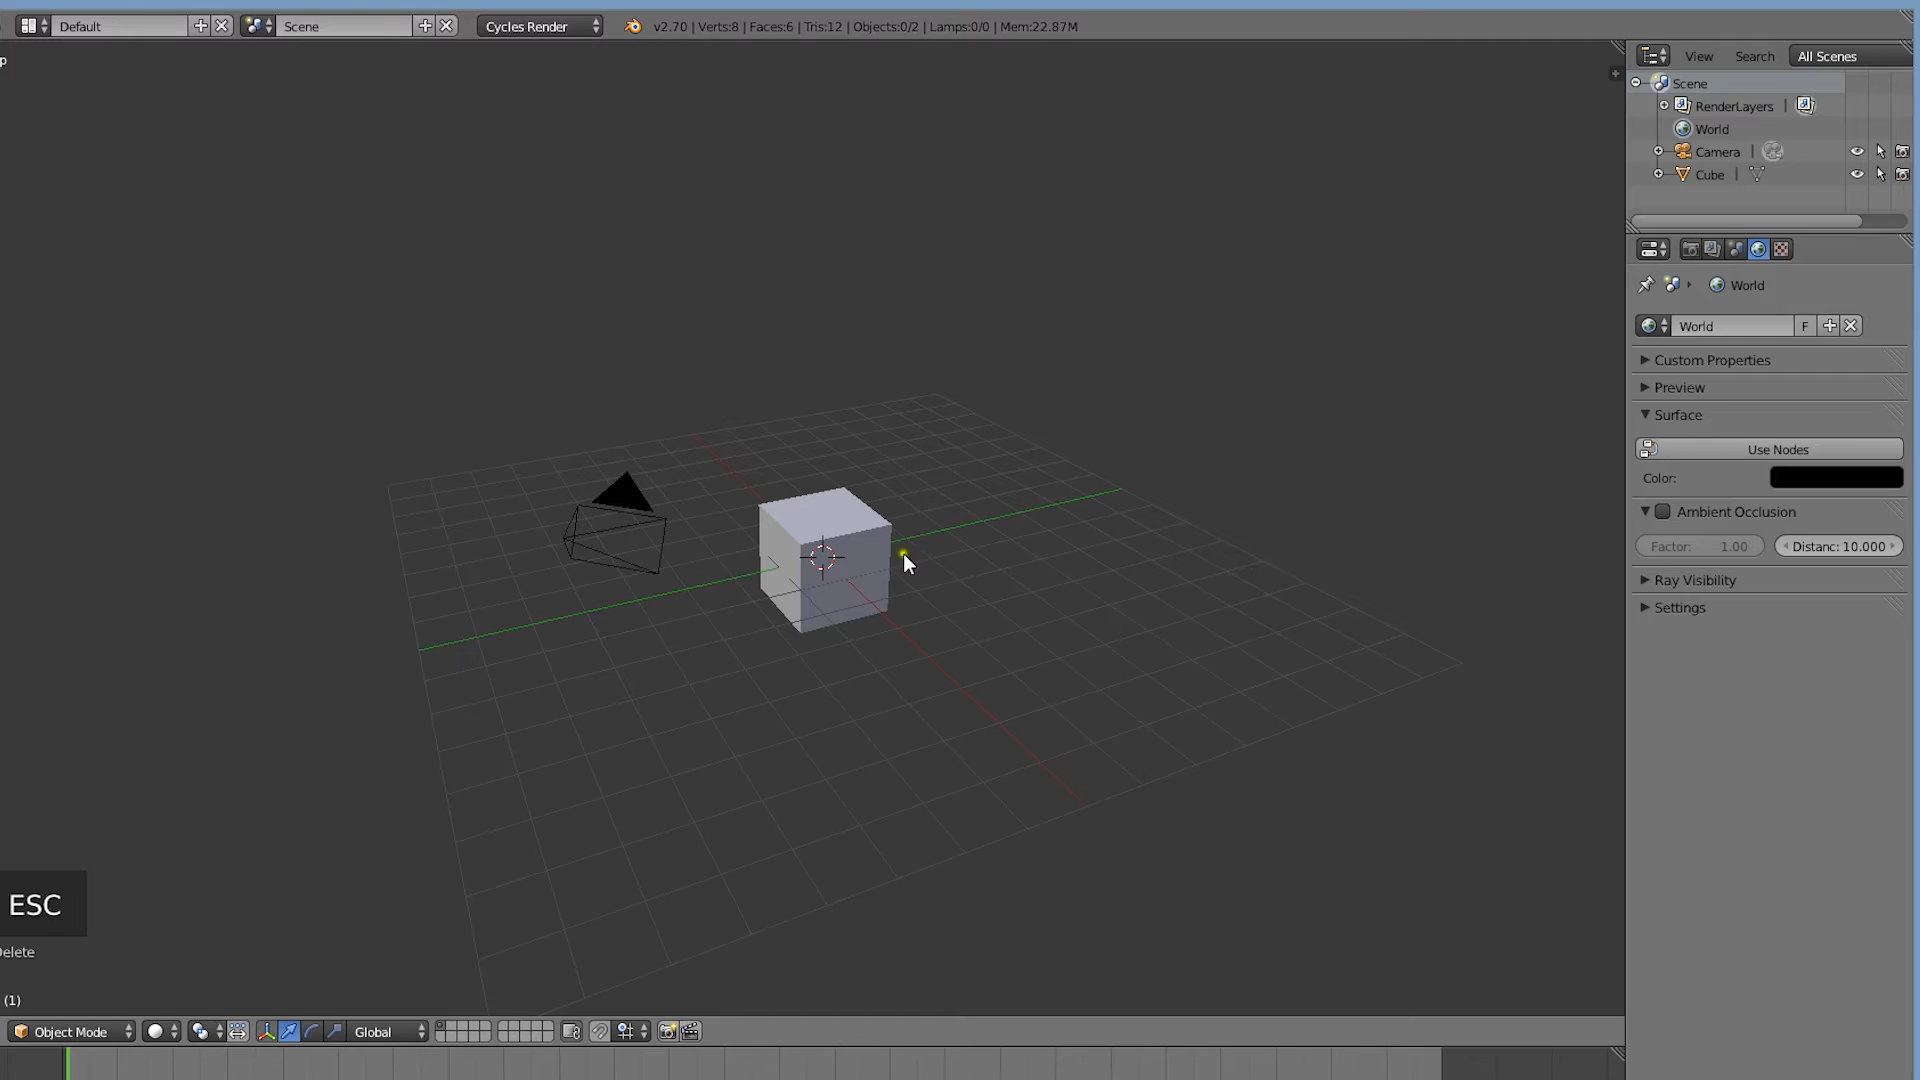 Default
Scene
Cycles Render
v2.70 | Verts:8 | Faces:6 | Tris:12 | Objects:0/2 | Lamps:0/0 | Mem:22.87M
p
View
Search
All Scenes
Scene
RenderLayers
World
Camera
Cube
World
World
F
Custom Properties
Preview
Surface
Use Nodes
Color:
Ambient Occlusion
Factor: 1.00
Distanc: 10.000
Ray Visibility
Settings
ESC
Delete
(1)
Object Mode
Global